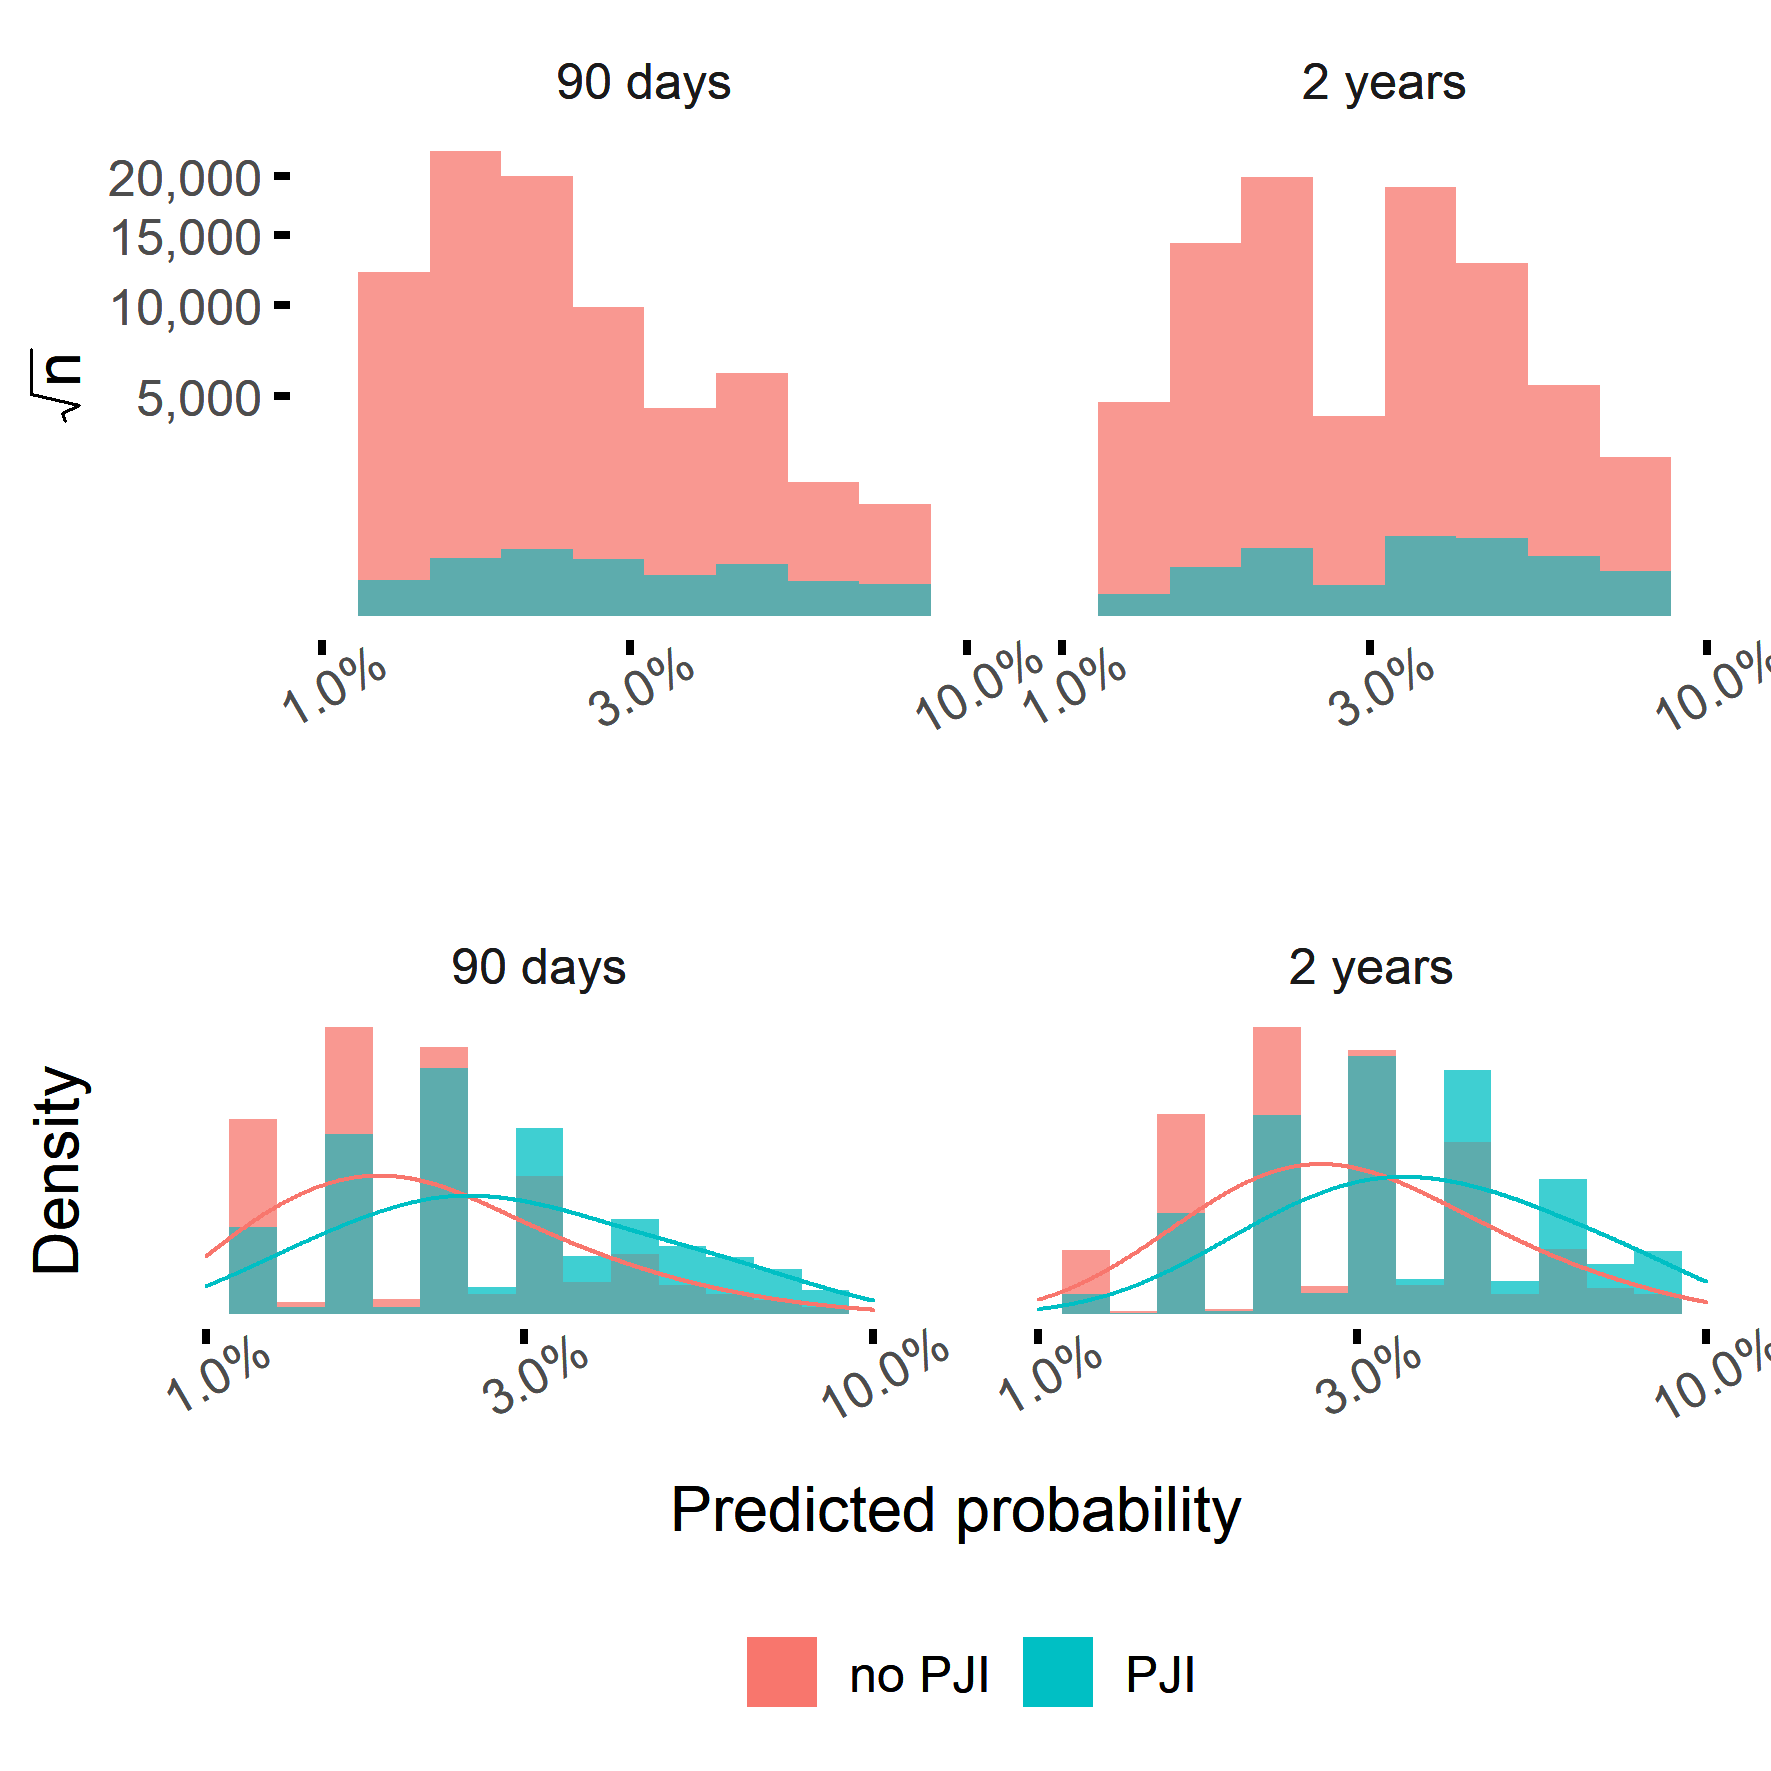 90 days
2 years
20,000
15,000
10,000
5,000
√n
1.0%
3.0%
10.0%
1.0%
3.0%
10.0%
90 days
2 years
Density
1.0%
3.0%
10.0%
1.0%
3.0%
10.0%
Predicted probability
no PJI
PJI